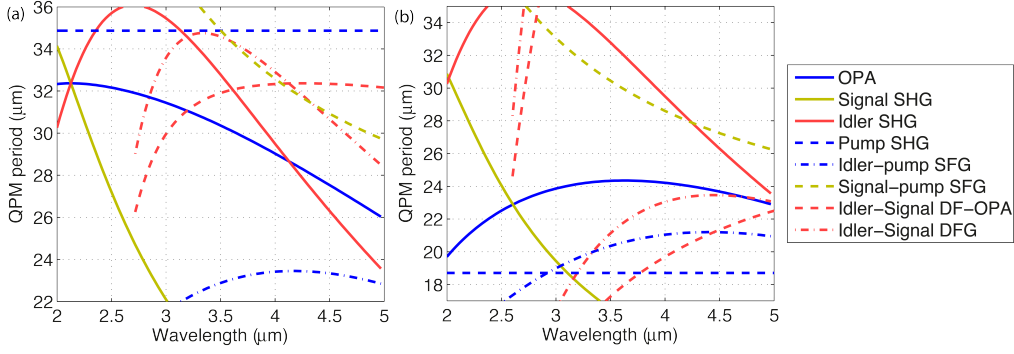 (a)
36
34
32
30
28
26
24
22
QPM period (μm)
2
2.5
3
3.5
4
4.5
5
Wavelength (μm)
(b)
34
32
30
28
26
24
22
20
18
QPM period (μm)
2
2.5
3
3.5
4
4.5
5
Wavelength (μm)
OPA
Signal SHG
Idler SHG
Pump SHG
Idler−pump SFG
Signal−pump SFG
Idler−Signal DF−OPA
Idler−Signal DFG